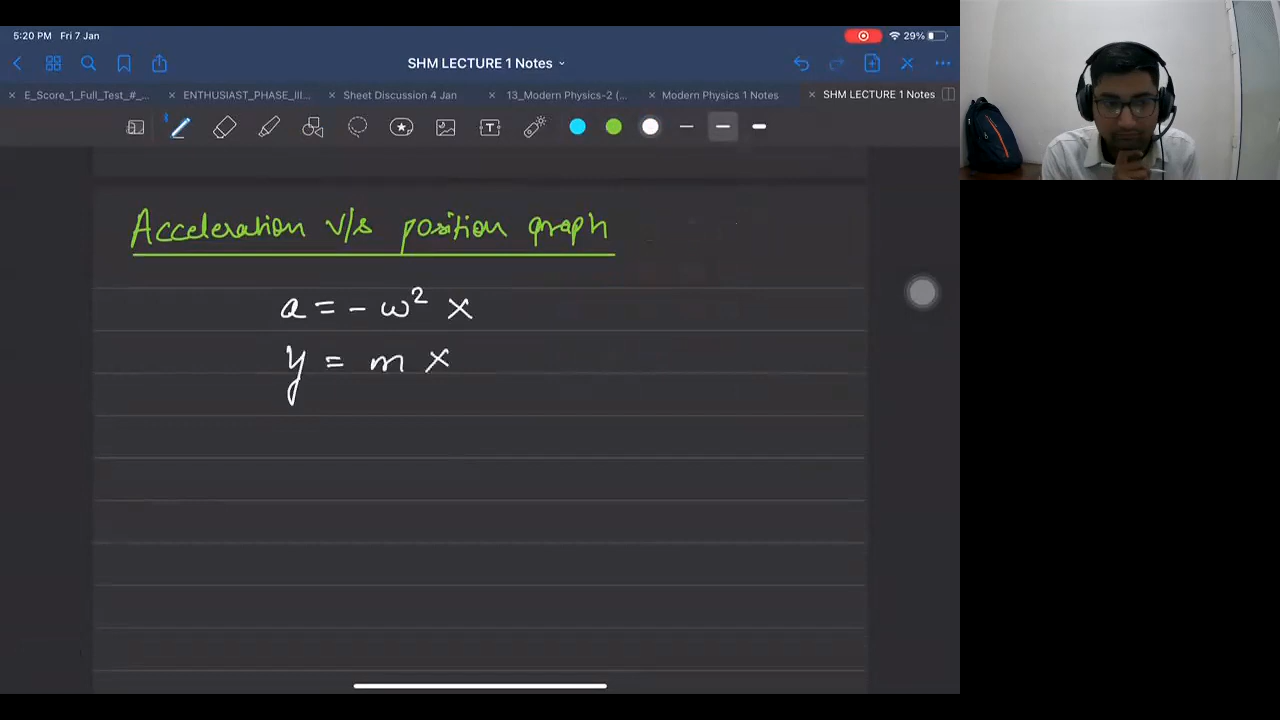 5:20 PM Fri 7 Jan
29%
SHM LECTURE 1 Notes
E_Score_1_Full_Test_#_...
ENTHUSIAST_PHASE_III...
Sheet Discussion 4 Jan
13_Modern Physics-2 (...
Modern Physics 1 Notes
SHM LECTURE 1 Notes
Acceleration v/s position graph
a = - ω² x
y = m x